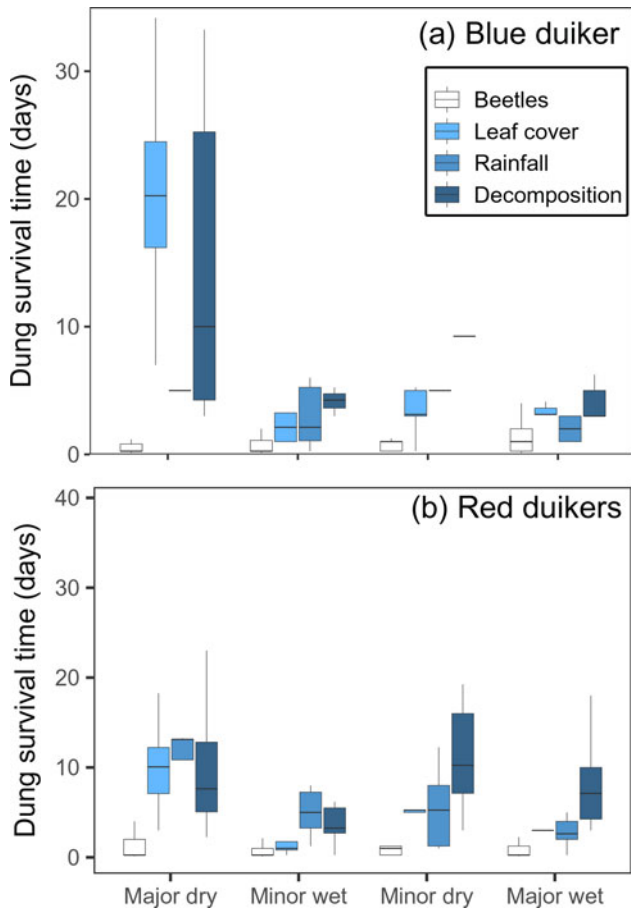 (a) Blue duiker
Beetles
Leaf cover
Rainfall
Decomposition
Dung survival time (days)
30
20
10
0
(b) Red duikers
Dung survival time (days)
40
30
20
10
0
Major dry Minor wet Minor dry Major wet